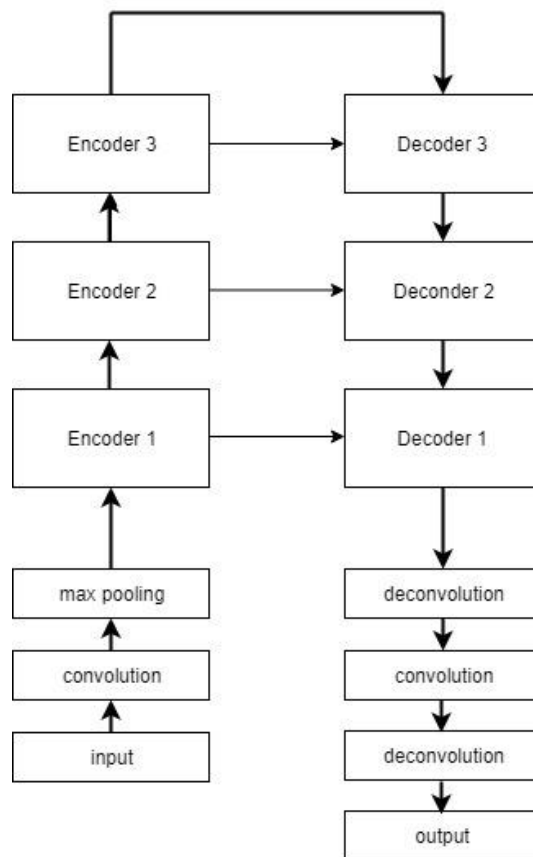 Encoder 3
Decoder 3
Encoder 2
Deconder 2
Encoder 1
Decoder 1
max pooling
deconvolution
convolution
convolution
input
deconvolution
output